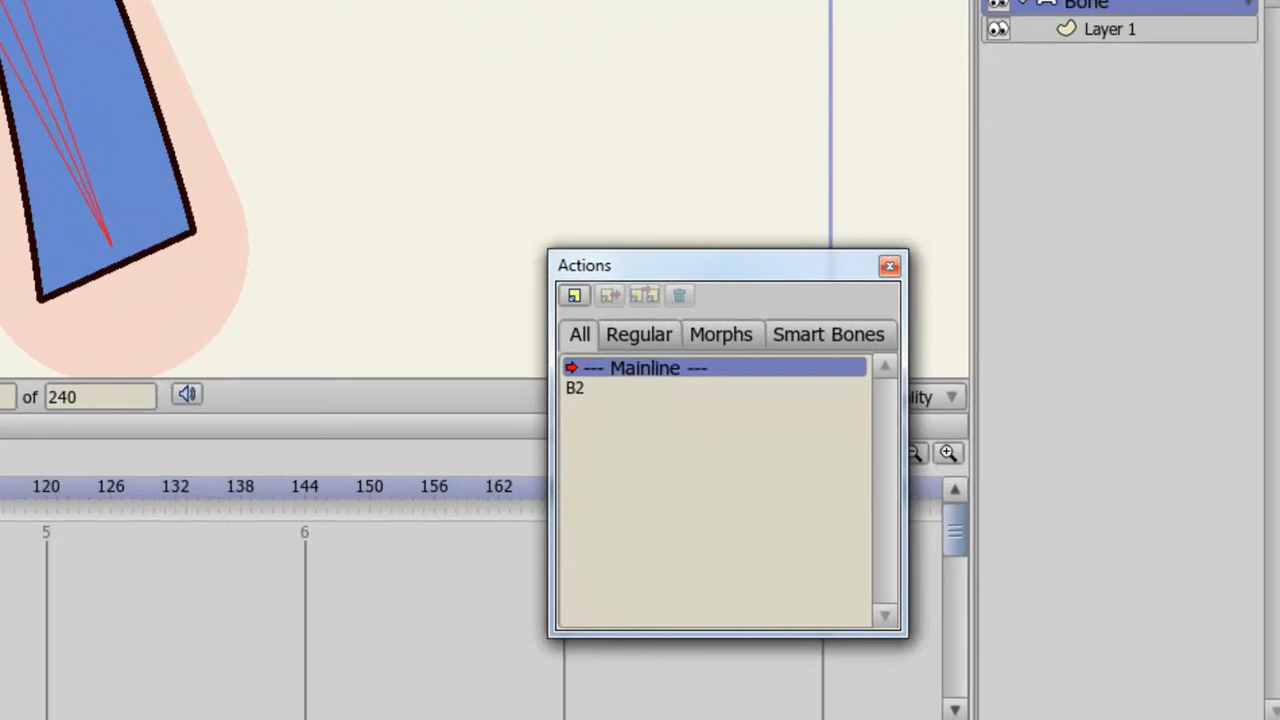 Bone
Layer 1
Actions
All Regular Morphs Smart Bones
--- Mainline ---
B2
of 240
lity
120 126 132 138 144 150 156 162
5 6